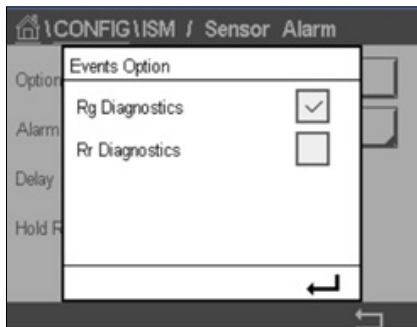 \CONFIG\ISM / Sensor Alarm
Events Option
Option
Rg Diagnostics
Alarm
Rr Diagnostics
Delay
Hold R